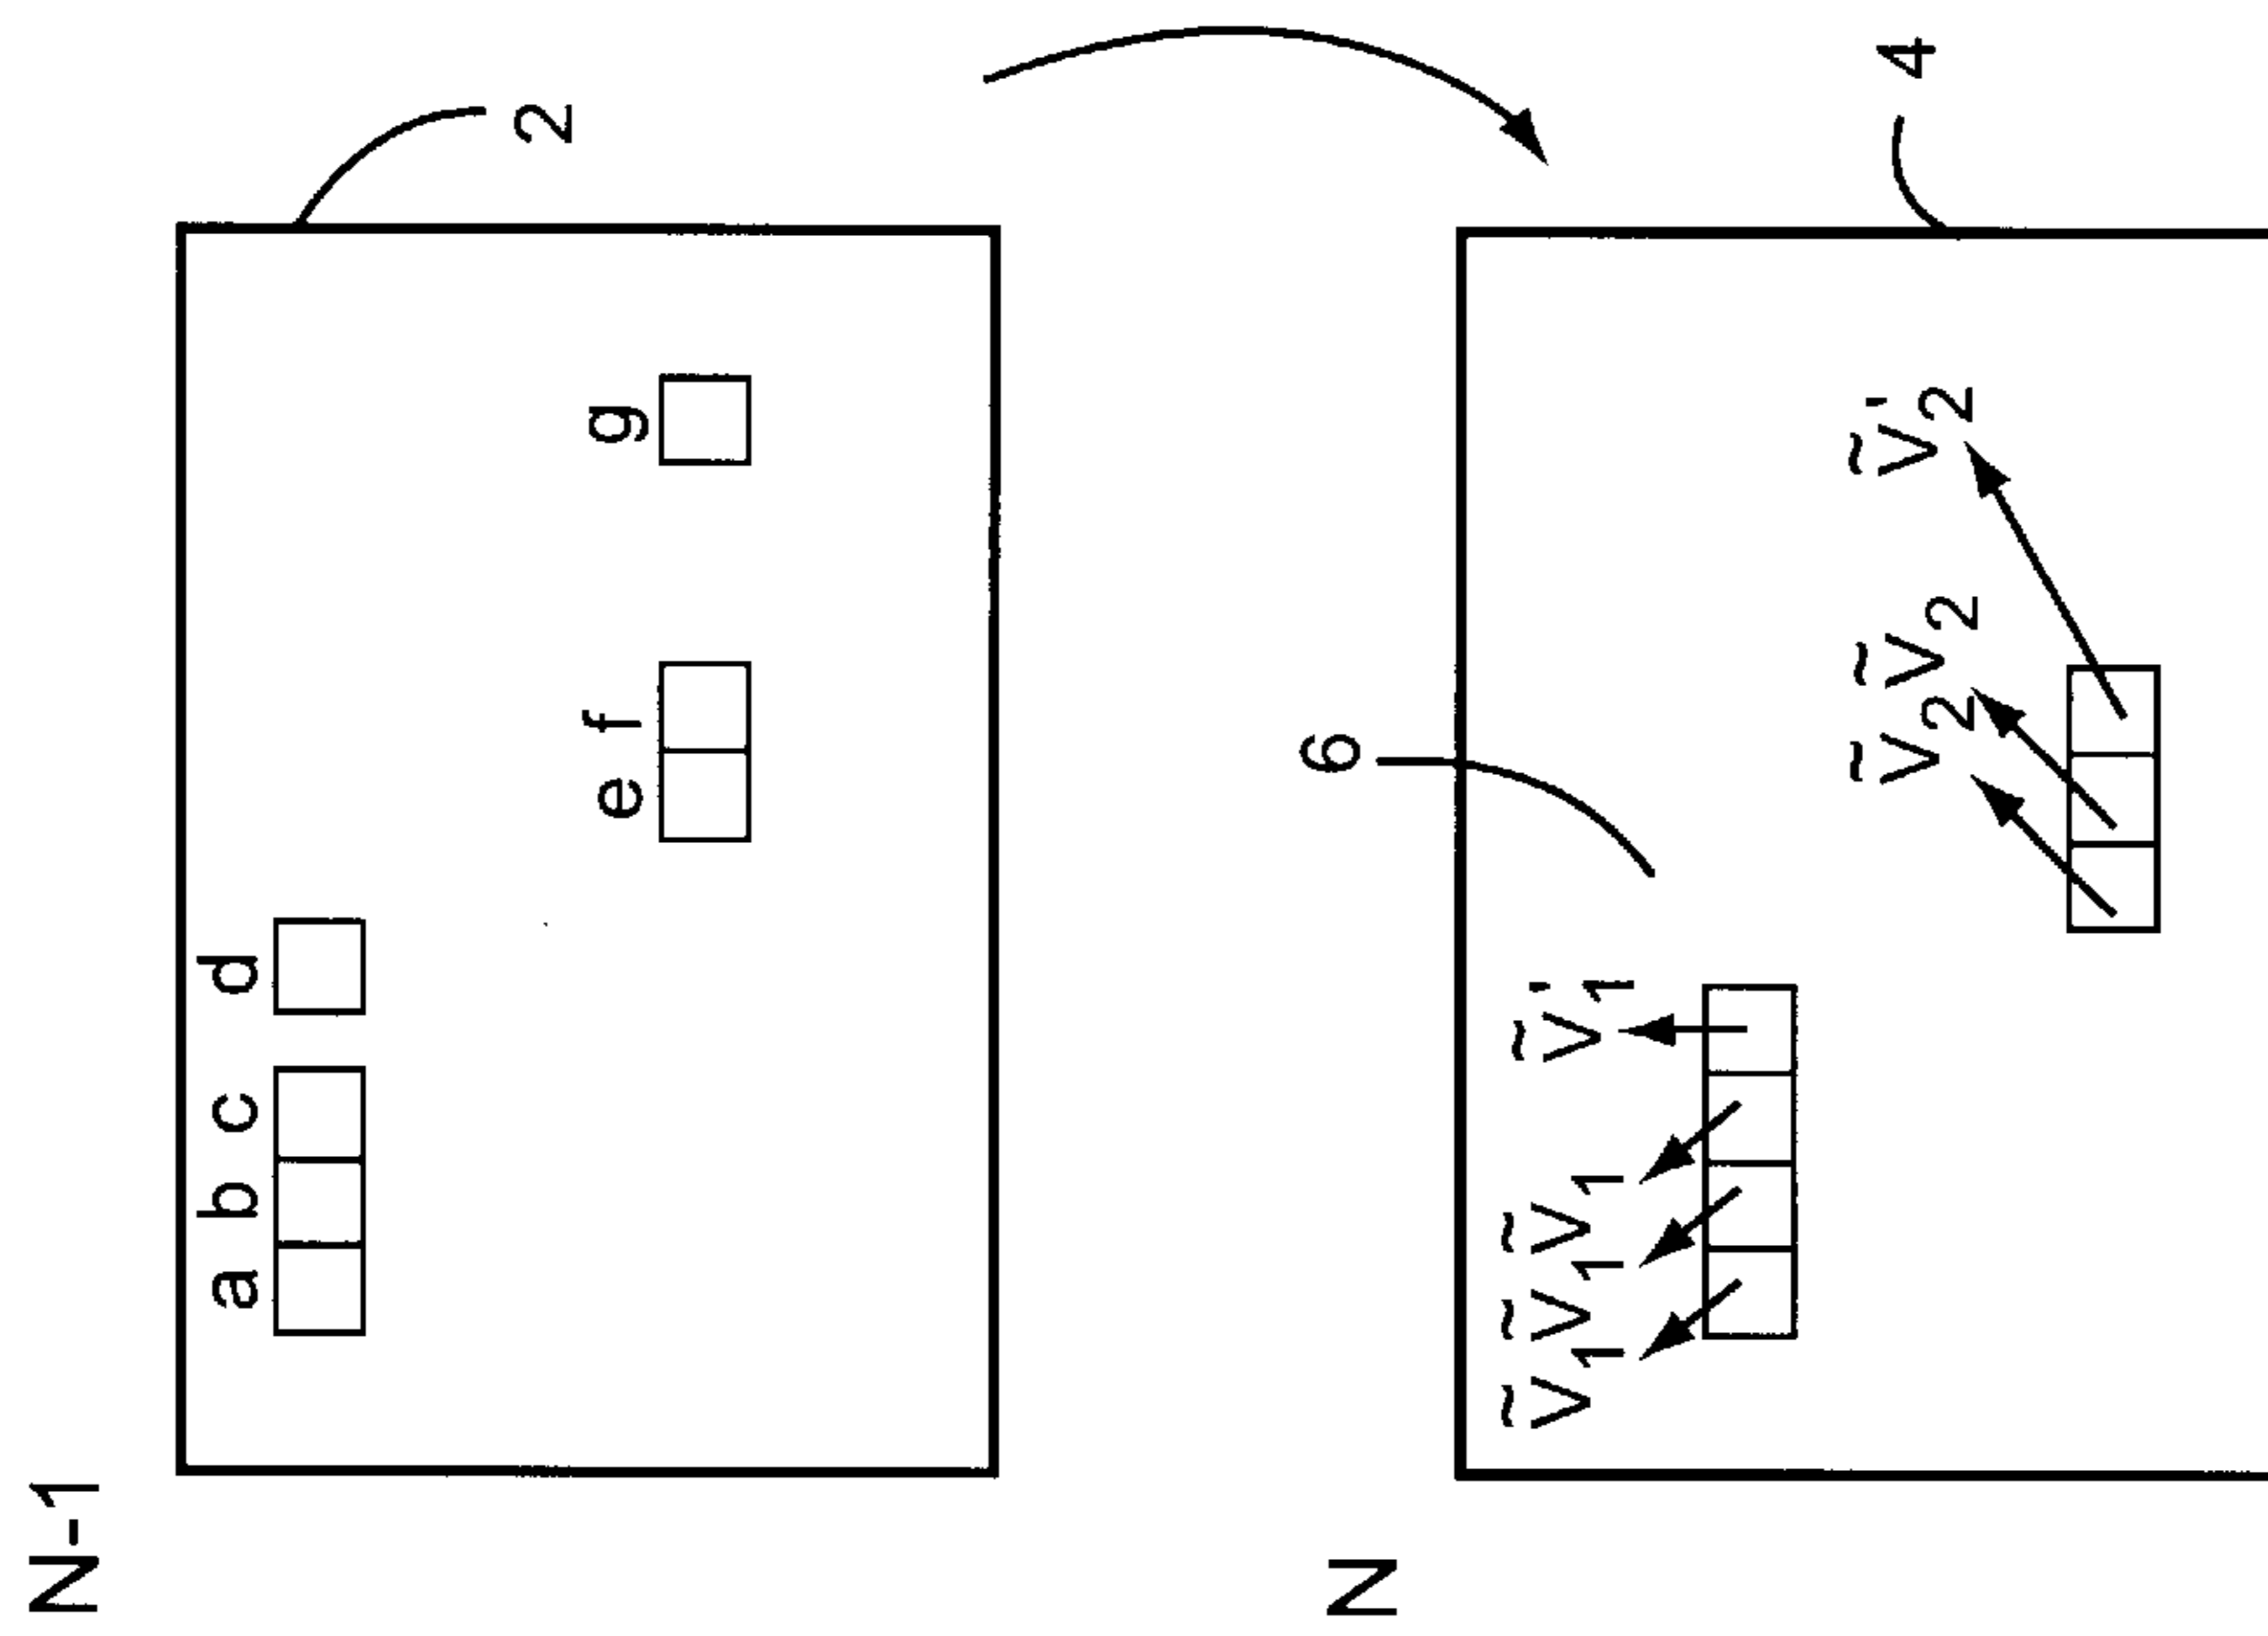 N-1
a b c d
2
e f g
N 6
ṽ₁ ṽ₁ ṽ₁ ṽ'₁
ṽ₂ ṽ₂ ṽ'₂ 4